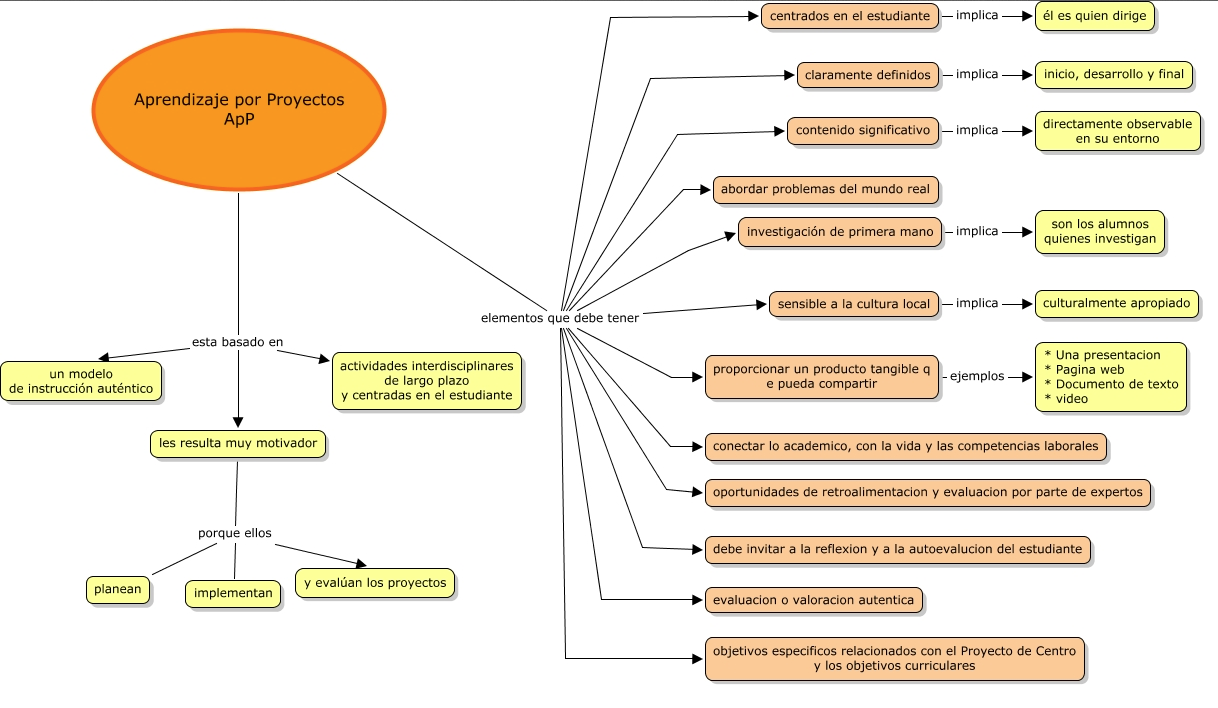 Aprendizaje por Proyectos
ApP
esta basado en
un modelo
de instrucción auténtico
actividades interdisciplinares
de largo plazo
y centradas en el estudiante
les resulta muy motivador
porque ellos
planean
implementan
y evalúan los proyectos
elementos que debe tener
centrados en el estudiante
implica
él es quien dirige
claramente definidos
implica
inicio, desarrollo y final
contenido significativo
implica
directamente observable
en su entorno
abordar problemas del mundo real
investigación de primera mano
implica
son los alumnos
quienes investigan
sensible a la cultura local
implica
culturalmente apropiado
proporcionar un producto tangible q
e pueda compartir
ejemplos
* Una presentacion
* Pagina web
* Documento de texto
* video
conectar lo academico, con la vida y las competencias laborales
oportunidades de retroalimentacion y evaluacion por parte de expertos
debe invitar a la reflexion y a la autoevalucion del estudiante
evaluacion o valoracion autentica
objetivos especificos relacionados con el Proyecto de Centro
y los objetivos curriculares